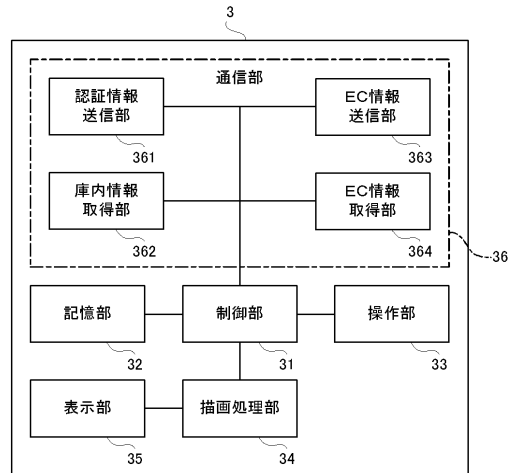 3
通信部
認証情報
送信部
361
EC情報
送信部
363
庫内情報
取得部
362
EC情報
取得部
364
36
記憶部
32
制御部
31
操作部
33
表示部
35
描画処理部
34